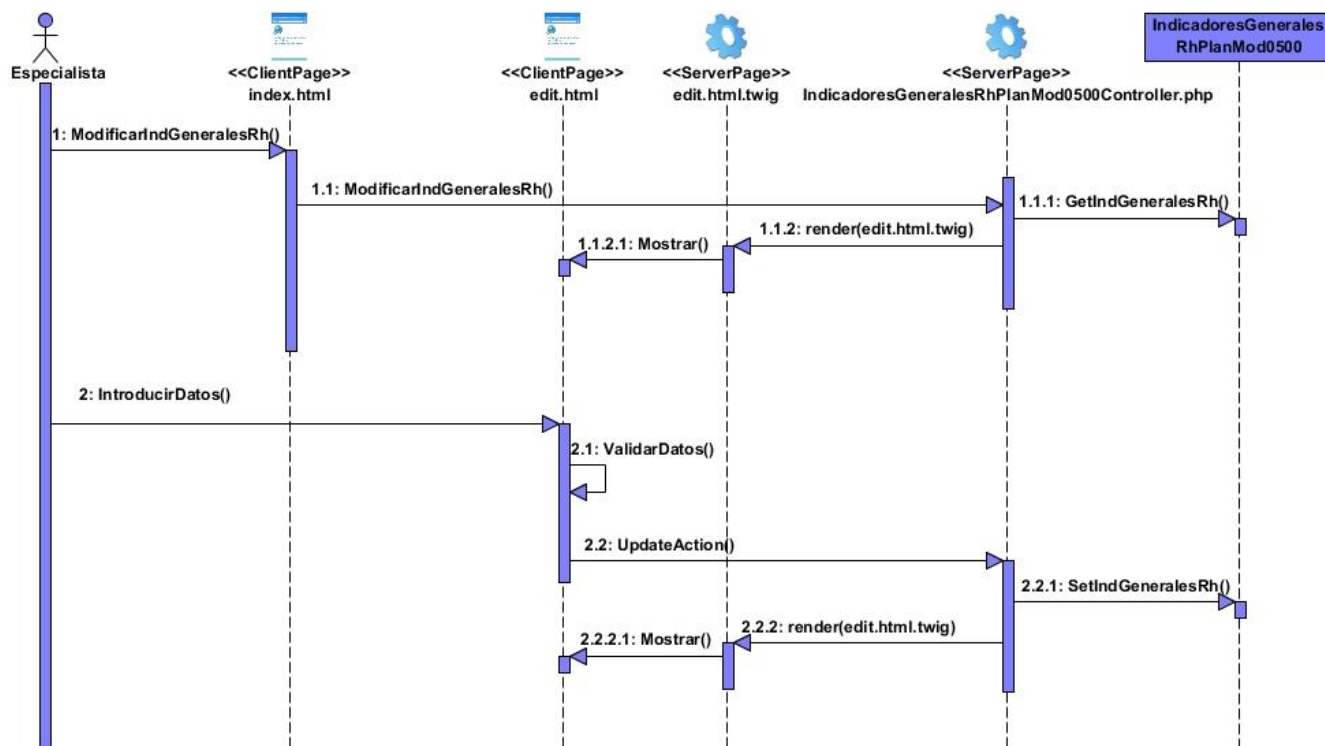 IndicadoresGenerales
RhPlanMod0500
Especialista
<<ClientPage>>
index.html
<<ClientPage>>
edit.html
<<ServerPage>>
edit.html.twig
<<ServerPage>>
IndicadoresGeneralesRhPlanMod0500Controller.php
1: ModificarIndGeneralesRh()
1.1: ModificarIndGeneralesRh()
1.1.1: GetIndGeneralesRh()
1.1.2: render(edit.html.twig)
1.1.2.1: Mostrar()
2: IntroducirDatos()
2.1: ValidarDatos()
2.2: UpdateAction()
2.2.1: SetIndGeneralesRh()
2.2.2: render(edit.html.twig)
2.2.2.1: Mostrar()